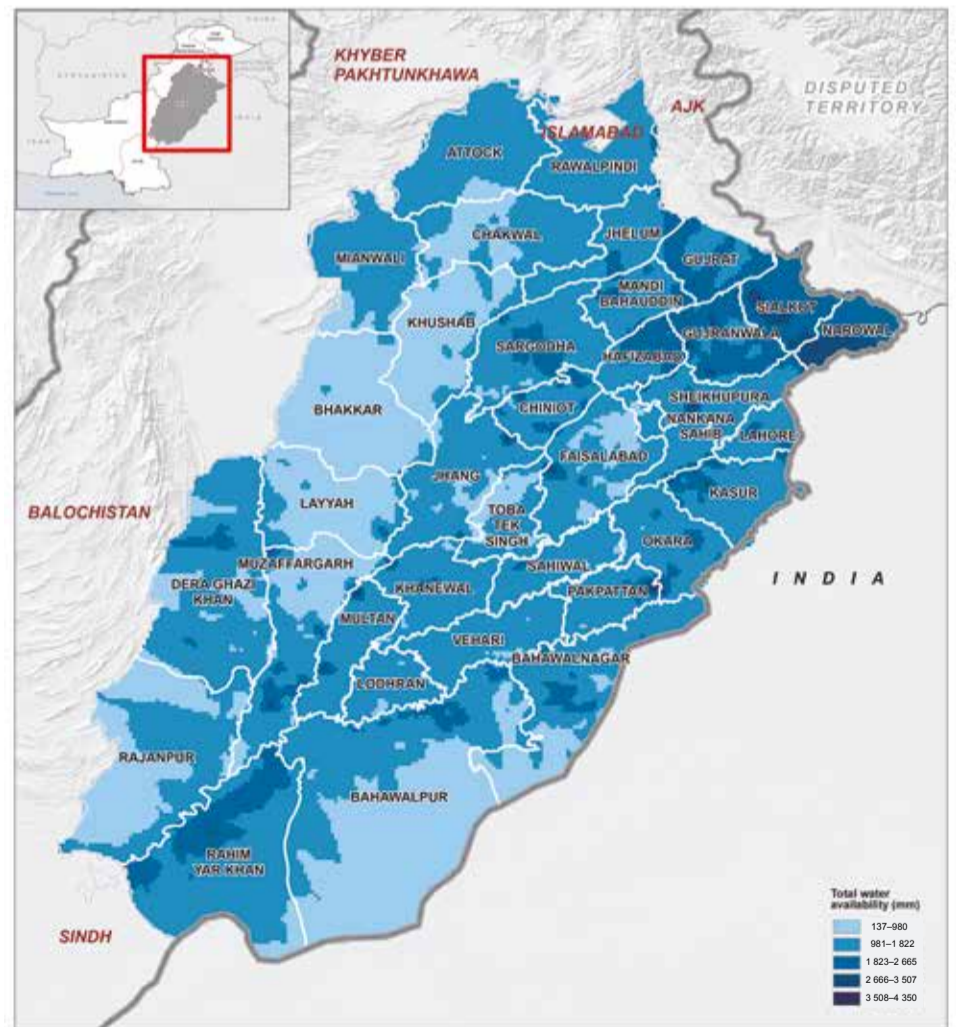 KHYBER
PAKHTUNKHAWA
DISPUTED
TERRITORY
AJK
ISLAMABAD
ATTOCK
RAWALPINDI
CHAKWAL
JHELUM
MIANWALI
GUJRAT
MANDI
BAHAUDDIN
SIALKOT
KHUSHAB
GUJRANWALA
NAROWAL
SARGODHA
HAFIZABAD
SHEIKHUPURA
BHAKKAR
CHINIOT
NANKANA
SAHIB
LAHORE
FAISALABAD
JHANG
KASUR
LAYYAH
BALOCHISTAN
TOBA
TEK
SINGH
OKARA
MUZAFFARGARH
SAHIWAL
DERA GHAZI
KHAN
KHANEWAL
PAKPATTAN
INDIA
MULTAN
VEHARI
BAHAWALNAGAR
LODHRAN
RAJANPUR
BAHAWALPUR
RAHIM
YAR KHAN
SINDH
Total water
availability (mm)
137–980
981–1 822
1 823–2 665
2 666–3 507
3 508–4 350